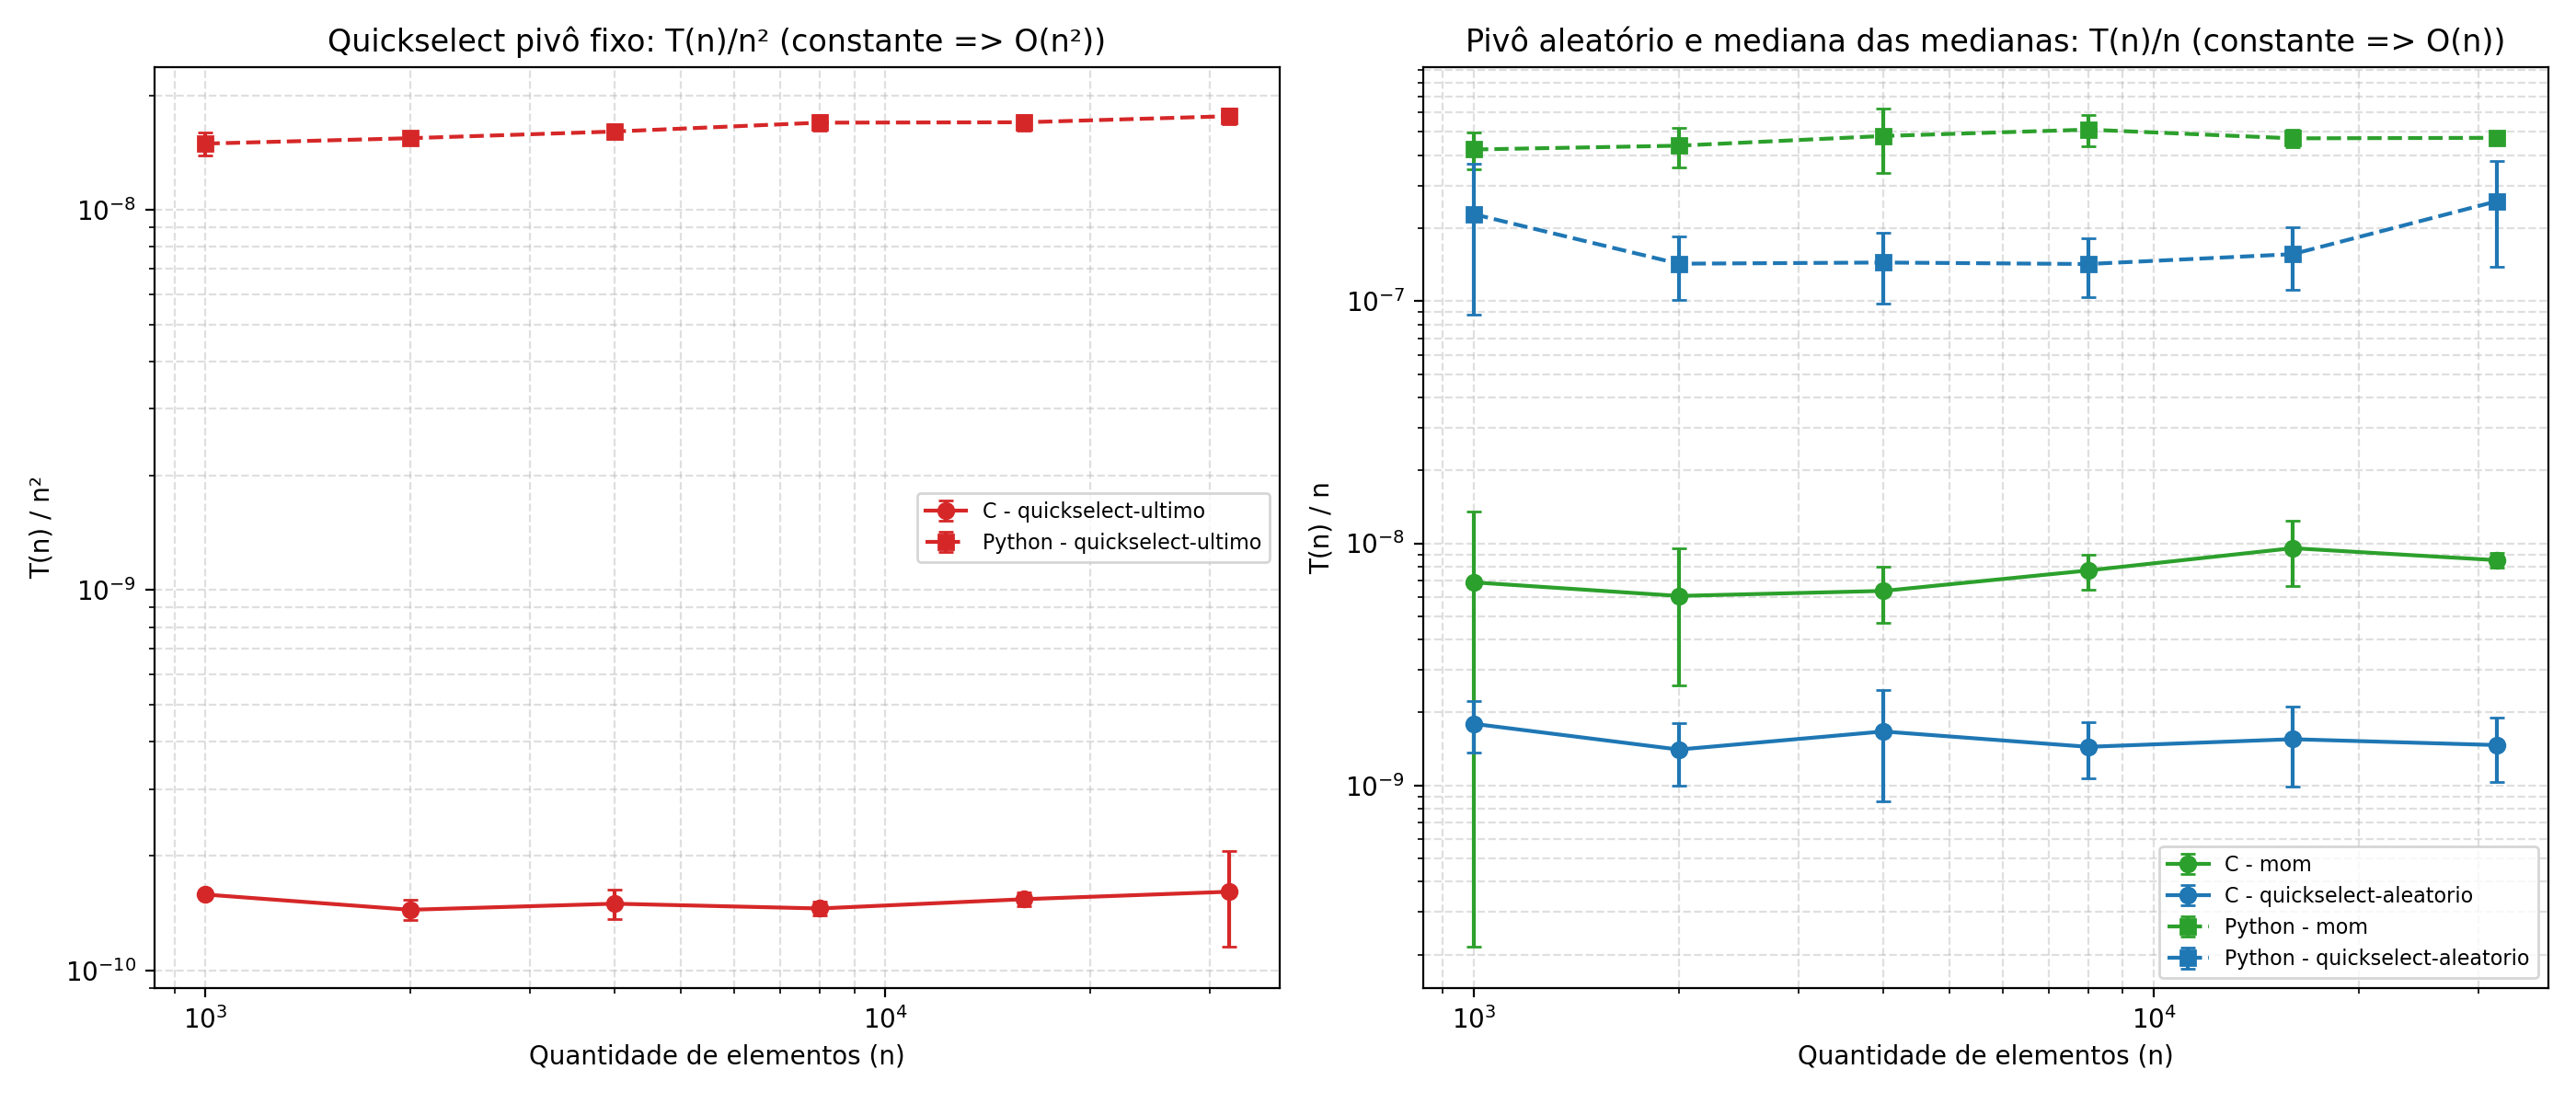 Quickselect pivô fixo: T(n)/n² (constante => O(n²))
T(n) / n²
10⁻⁸
10⁻⁹
10⁻¹⁰
C - quickselect-ultimo
Python - quickselect-ultimo
10³
10⁴
Quantidade de elementos (n)
Pivô aleatório e mediana das medianas: T(n)/n (constante => O(n))
T(n) / n
10⁻⁷
10⁻⁸
10⁻⁹
C - mom
C - quickselect-aleatorio
Python - mom
Python - quickselect-aleatorio
10³
10⁴
Quantidade de elementos (n)